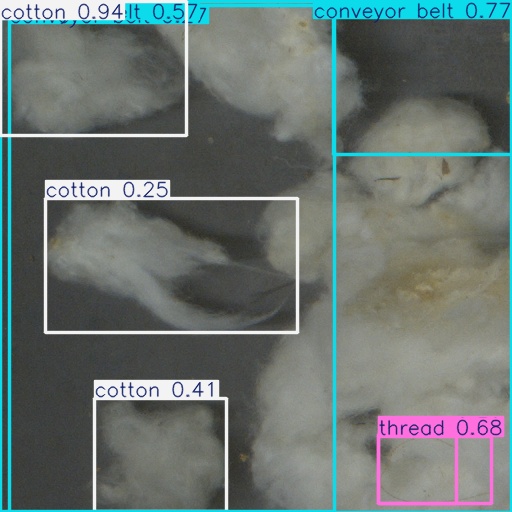 cotton 0.94
lt 0.57
conveyor belt 0.77
cotton 0.25
cotton 0.41
thread 0.68